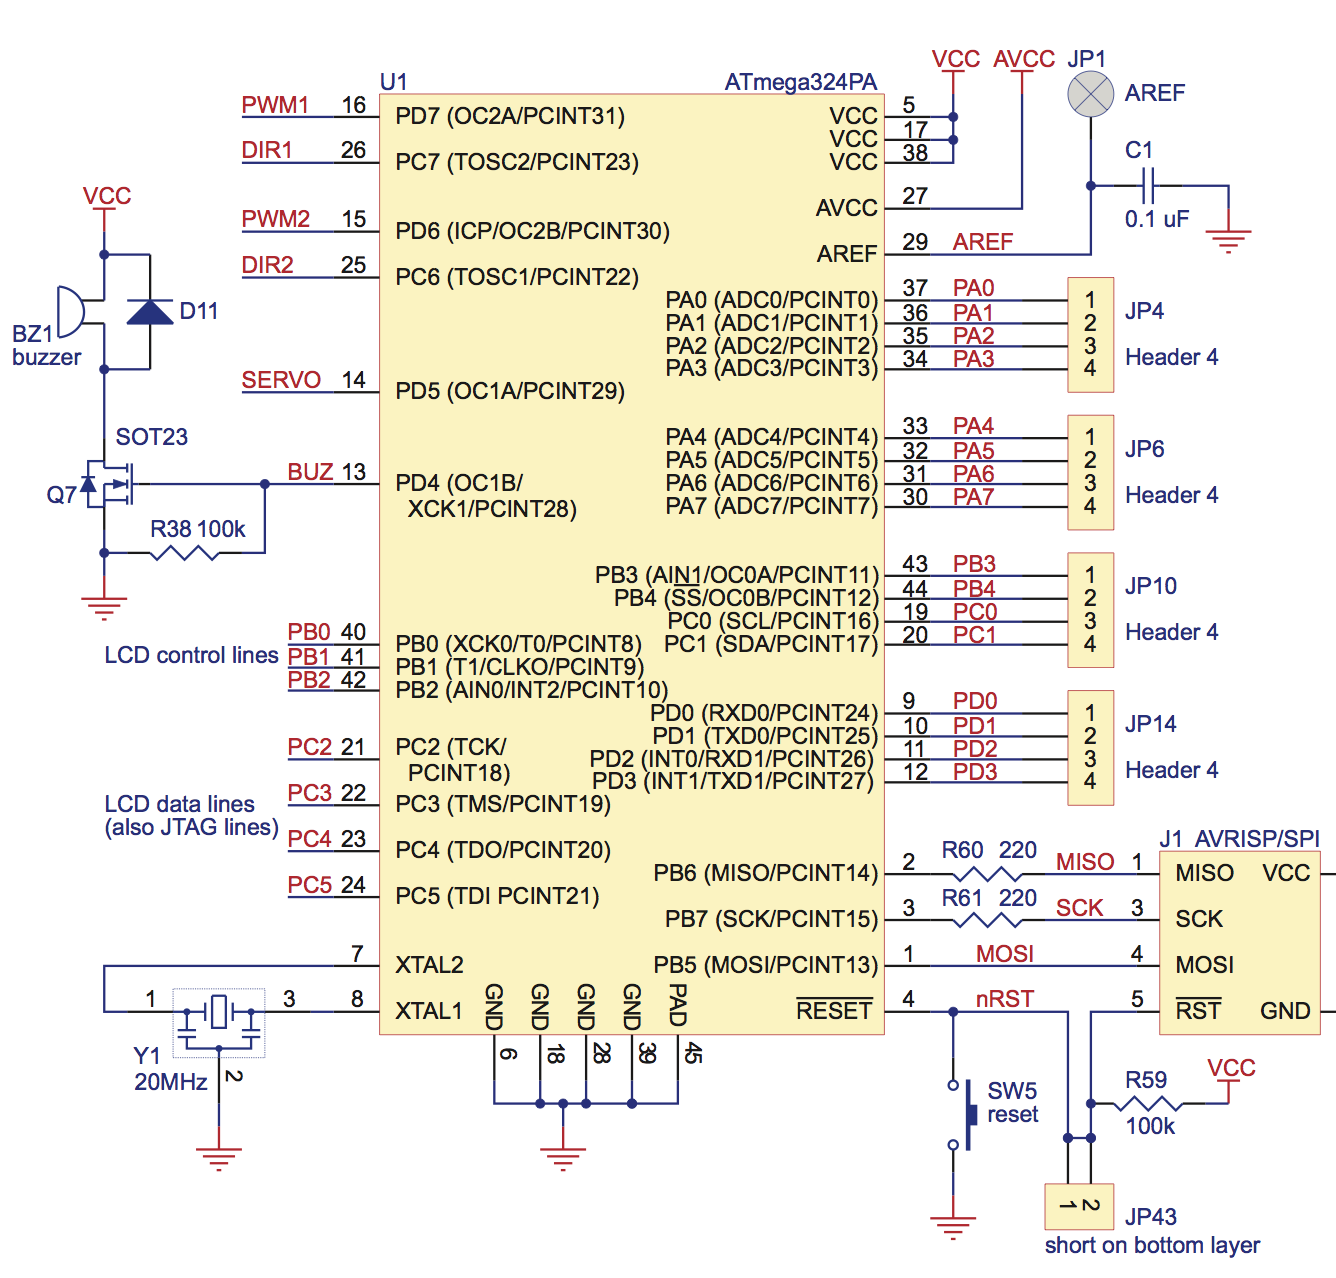 U1
ATmega324PA
VCC
AVCC
JP1
AREF
C1
0.1 uF
PWM1 16 PD7 (OC2A/PCINT31)
DIR1 26 PC7 (TOSC2/PCINT23)
PWM2 15 PD6 (ICP/OC2B/PCINT30)
DIR2 25 PC6 (TOSC1/PCINT22)
SERVO 14 PD5 (OC1A/PCINT29)
BUZ 13 PD4 (OC1B/
XCK1/PCINT28)
VCC
BZ1
buzzer
D11
SOT23
Q7
R38 100k
LCD control lines
PB0 40 PB0 (XCK0/T0/PCINT8)
PB1 41 PB1 (T1/CLKO/PCINT9)
PB2 42 PB2 (AIN0/INT2/PCINT10)
PC2 21 PC2 (TCK/
PCINT18)
LCD data lines
(also JTAG lines)
PC3 22 PC3 (TMS/PCINT19)
PC4 23 PC4 (TDO/PCINT20)
PC5 24 PC5 (TDI PCINT21)
7 XTAL2
1 3 8 XTAL1
Y1
20MHz
2
GND GND GND GND PAD
6 18 28 39 45
VCC 5
VCC 17
VCC 38
AVCC 27
AREF 29 AREF
PA0 (ADC0/PCINT0) 37 PA0 1
PA1 (ADC1/PCINT1) 36 PA1 2
PA2 (ADC2/PCINT2) 35 PA2 3
PA3 (ADC3/PCINT3) 34 PA3 4
JP4
Header 4
PA4 (ADC4/PCINT4) 33 PA4 1
PA5 (ADC5/PCINT5) 32 PA5 2
PA6 (ADC6/PCINT6) 31 PA6 3
PA7 (ADC7/PCINT7) 30 PA7 4
JP6
Header 4
PB3 (AIN1/OC0A/PCINT11) 43 PB3 1
PB4 (SS/OC0B/PCINT12) 44 PB4 2
PC0 (SCL/PCINT16) 19 PC0 3
PC1 (SDA/PCINT17) 20 PC1 4
JP10
Header 4
PD0 (RXD0/PCINT24) 9 PD0 1
PD1 (TXD0/PCINT25) 10 PD1 2
PD2 (INT0/RXD1/PCINT26) 11 PD2 3
PD3 (INT1/TXD1/PCINT27) 12 PD3 4
JP14
Header 4
J1 AVRISP/SPI
PB6 (MISO/PCINT14) 2 R60 220 MISO 1 MISO VCC
PB7 (SCK/PCINT15) 3 R61 220 SCK 3 SCK
PB5 (MOSI/PCINT13) 1 MOSI 4 MOSI
RESET 4 nRST 5 RST GND
SW5
reset
R59
100k
VCC
1 2
JP43
short on bottom layer